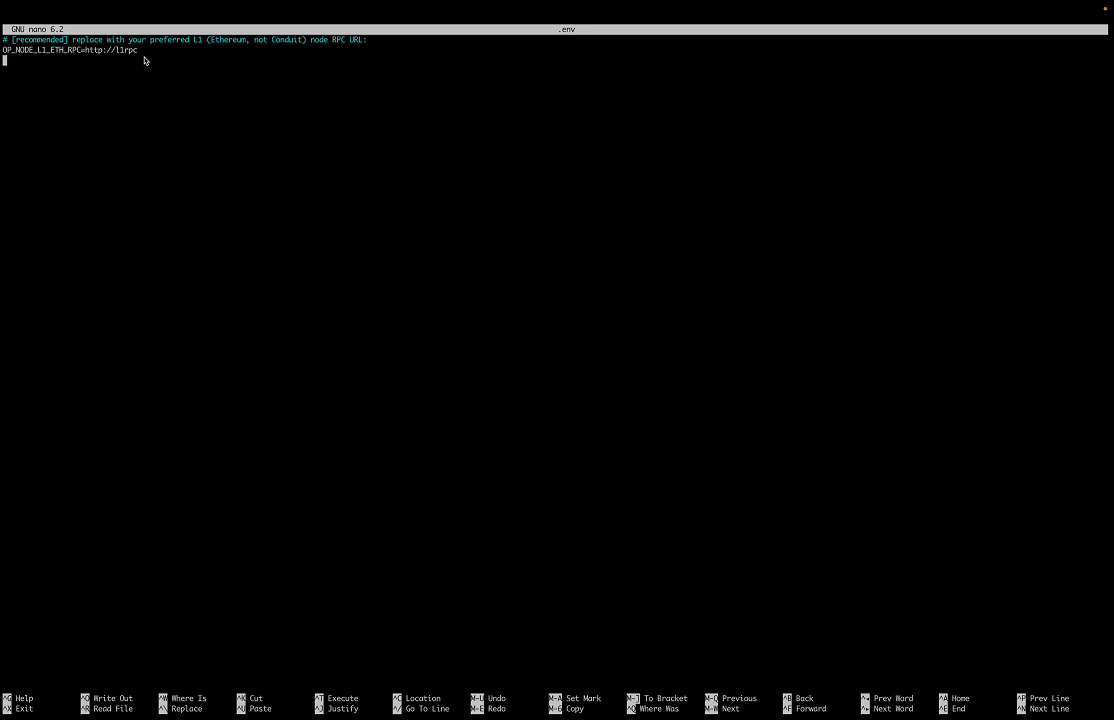 GNU nano 6.2 .env
# [recommended] replace with your preferred L1 (Ethereum, not Conduit) node RPC URL:
OP_NODE_L1_ETH_RPC=http://l1rpc
^G Help ^O Write Out ^W Where Is ^K Cut ^T Execute ^C Location M-U Undo M-A Set Mark M-] To Bracket M-Q Previous ^B Back Prev Word ^A Home ^P Prev Line
^X Exit ^R Read File ^\ Replace ^U Paste ^J Justify ^/ Go To Line M-E Redo M-6 Copy ^Q Where Was M-W Next ^F Forward Next Word ^E End ^N Next Line